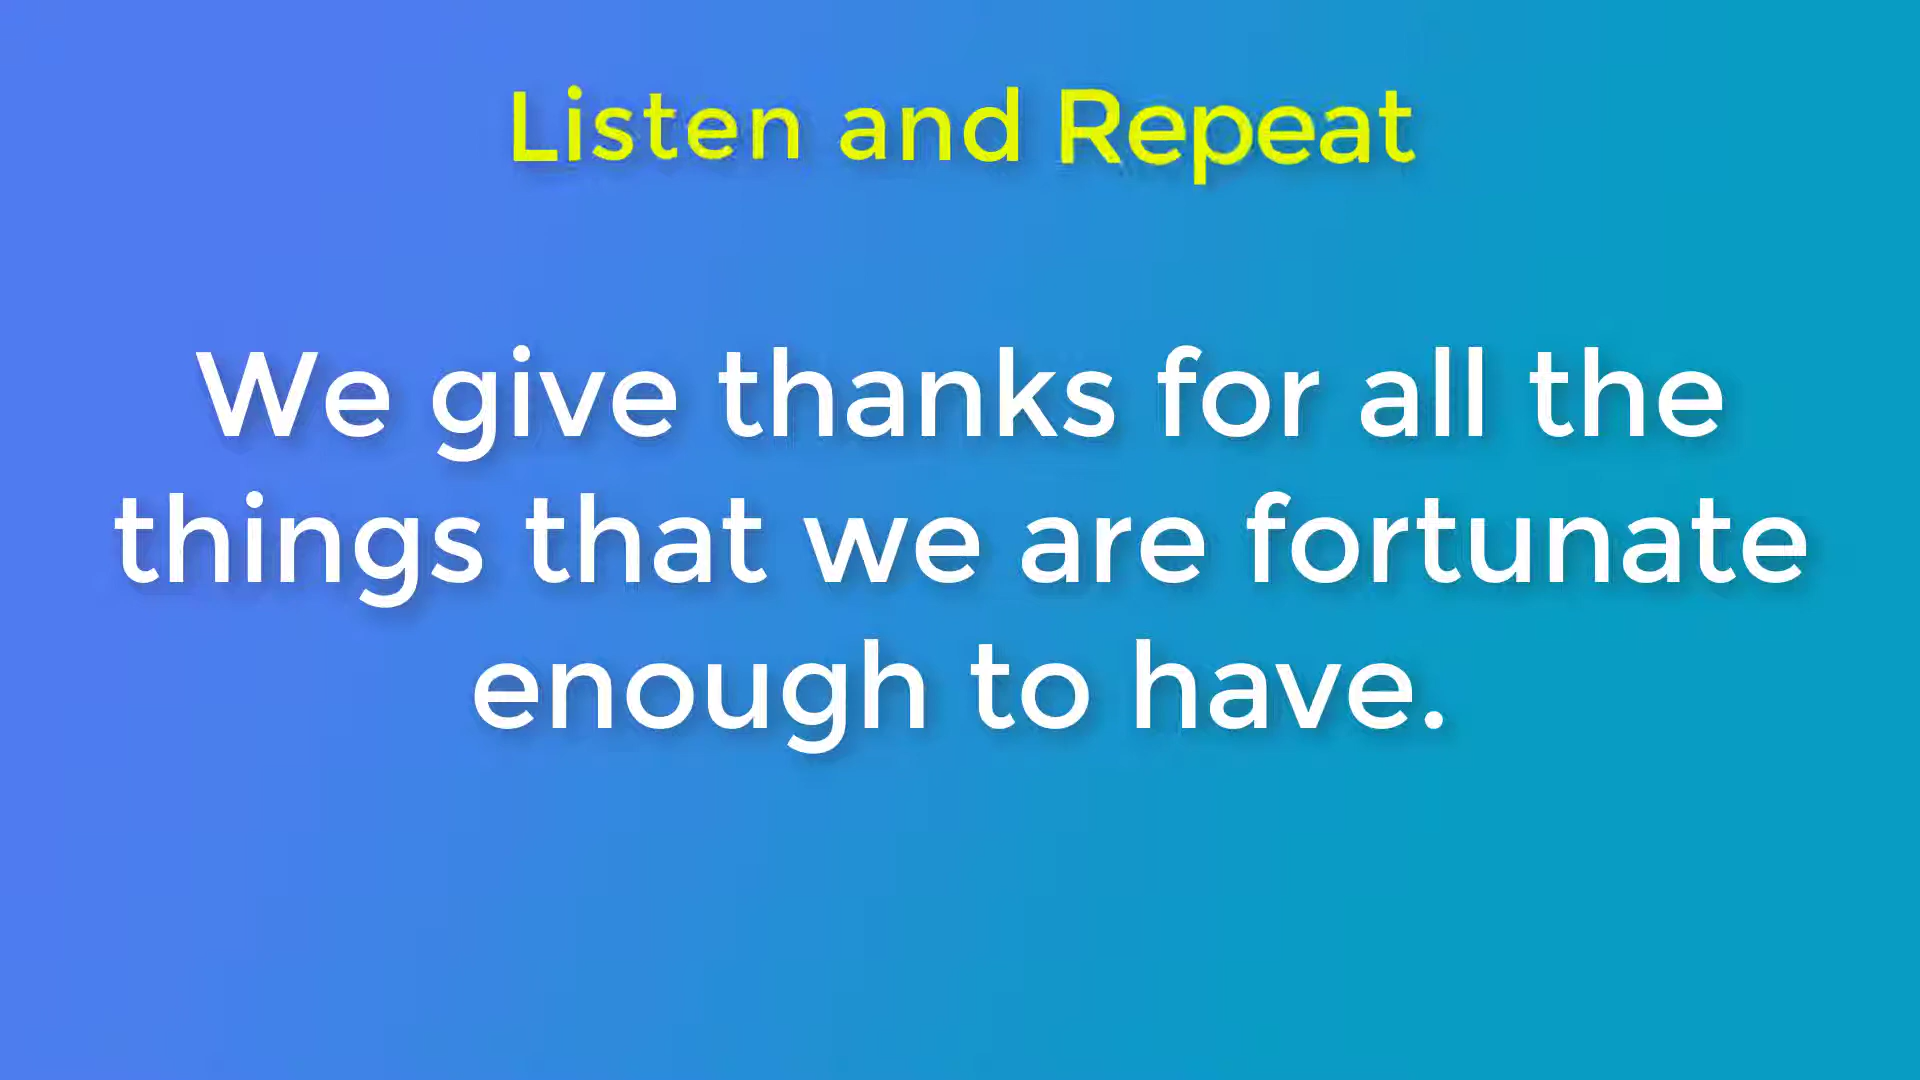 Listen and Repeat
We give thanks for all the
things that we are fortunate
enough to have.